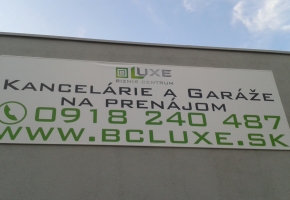 LUXE
BIZNIS CENTRUM
KANCELÁRIE A GARÁŽE
NA PRENÁJOM
0918 240 487
WWW.BCLUXE.SK